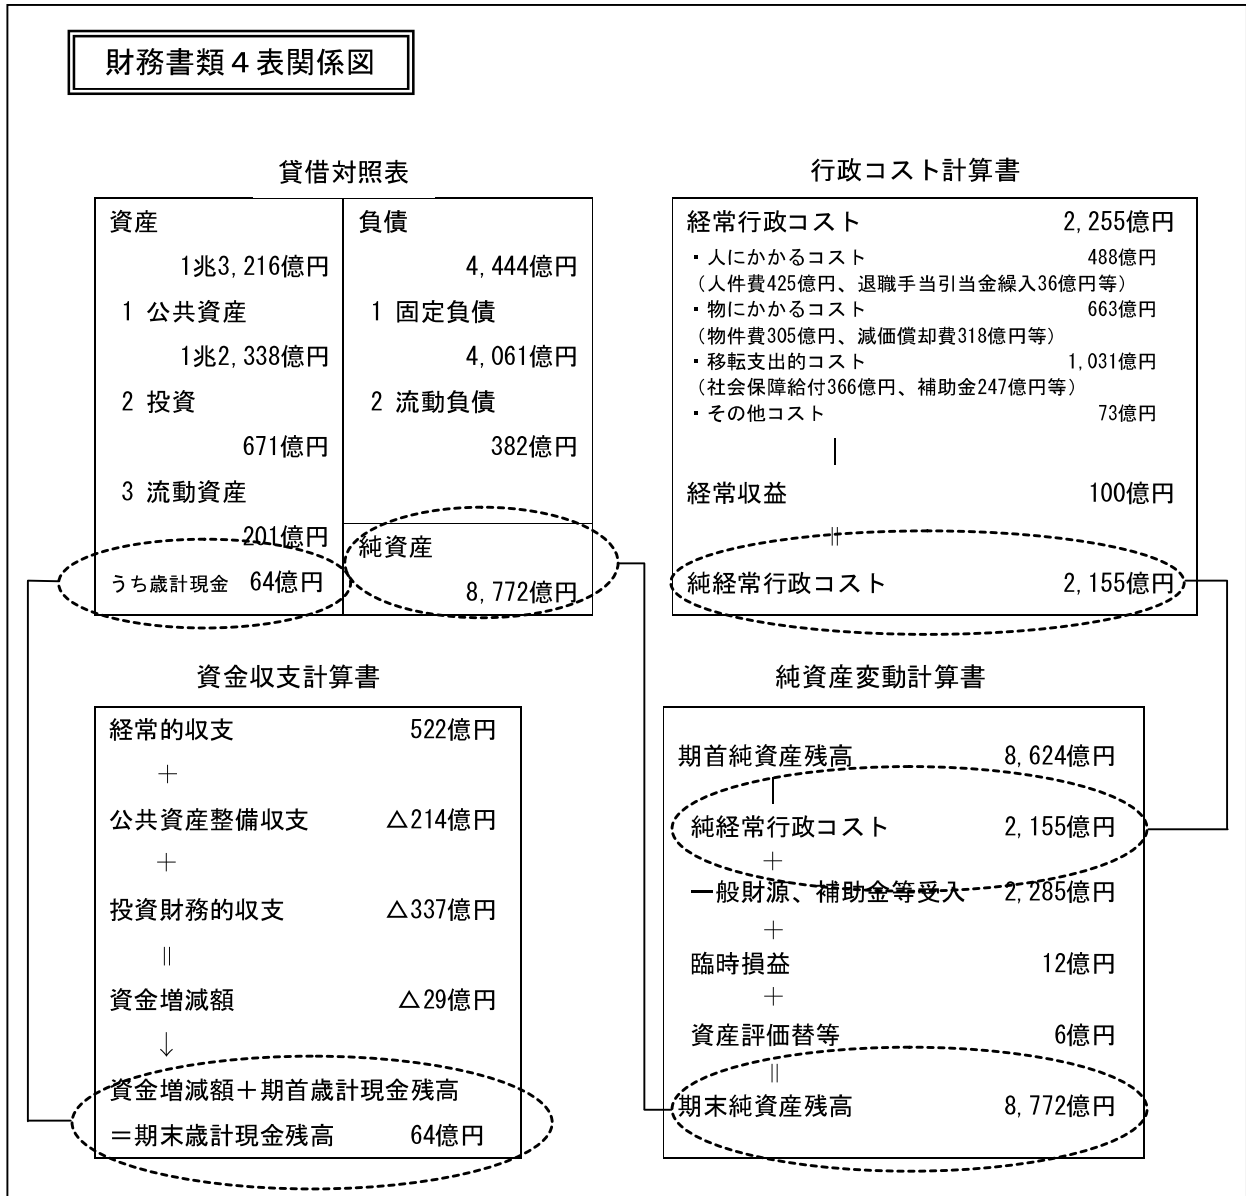 財務書類４表関係図
貸借対照表
資産
1兆3,216億円
1 公共資産
1兆2,338億円
2 投資
671億円
3 流動資産
201億円
うち歳計現金 64億円
負債
4,444億円
1 固定負債
4,061億円
2 流動負債
382億円
純資産
8,772億円
行政コスト計算書
経常行政コスト 2,255億円
・人にかかるコスト 488億円
（人件費425億円、退職手当引当金繰入36億円等）
・物にかかるコスト 663億円
（物件費305億円、減価償却費318億円等）
・移転支出的コスト 1,031億円
（社会保障給付366億円、補助金247億円等）
・その他コスト 73億円
｜
経常収益 100億円
||
純経常行政コスト 2,155億円
資金収支計算書
経常的収支 522億円
＋
公共資産整備収支 △214億円
＋
投資財務的収支 △337億円
||
資金増減額 △29億円
↓
資金増減額＋期首歳計現金残高
＝期末歳計現金残高 64億円
純資産変動計算書
期首純資産残高 8,624億円
｜
純経常行政コスト 2,155億円
＋
一般財源、補助金等受入 2,285億円
＋
臨時損益 12億円
＋
資産評価替等 6億円
||
期末純資産残高 8,772億円